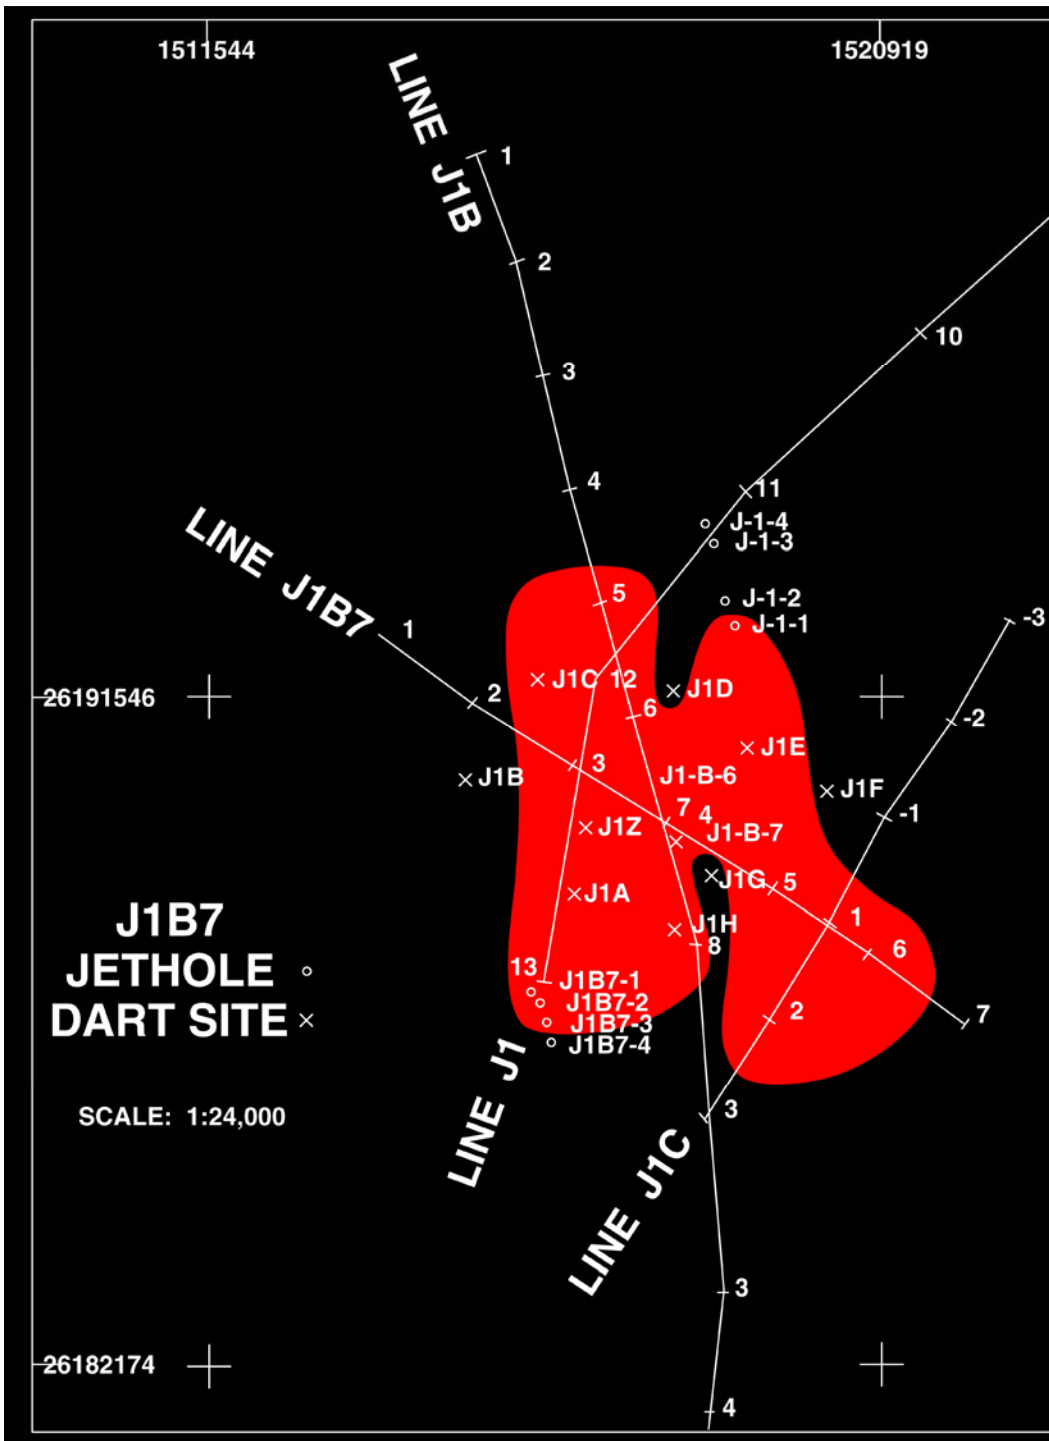 1511544
1520919
LINE J1B
1
2
10
3
4
11
J-1-4
J-1-3
LINE J1B7
1
5
J-1-2
J-1-1
-3
J1C
12
J1D
26191546
2
6
-2
3
J1E
J1B
J1-B-6
J1F
7
4
-1
J1Z
J1-B-7
J1G
5
J1A
1
J1B7
J1H
8
6
JETHOLE
13
J1B7-1
J1B7-2
2
7
DART SITE
J1B7-3
J1B7-4
LINE J1
SCALE: 1:24,000
3
LINE J1C
3
26182174
4